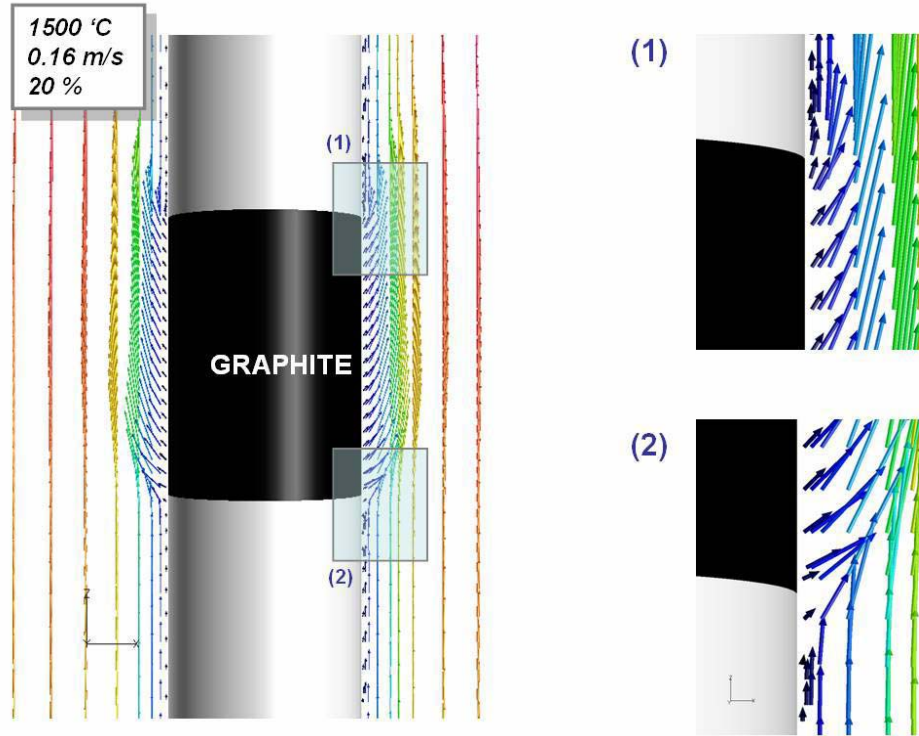 1500 ‘C
0.16 m/s
20 %
(1)
(1)
GRAPHITE
(2)
(2)
Z
X